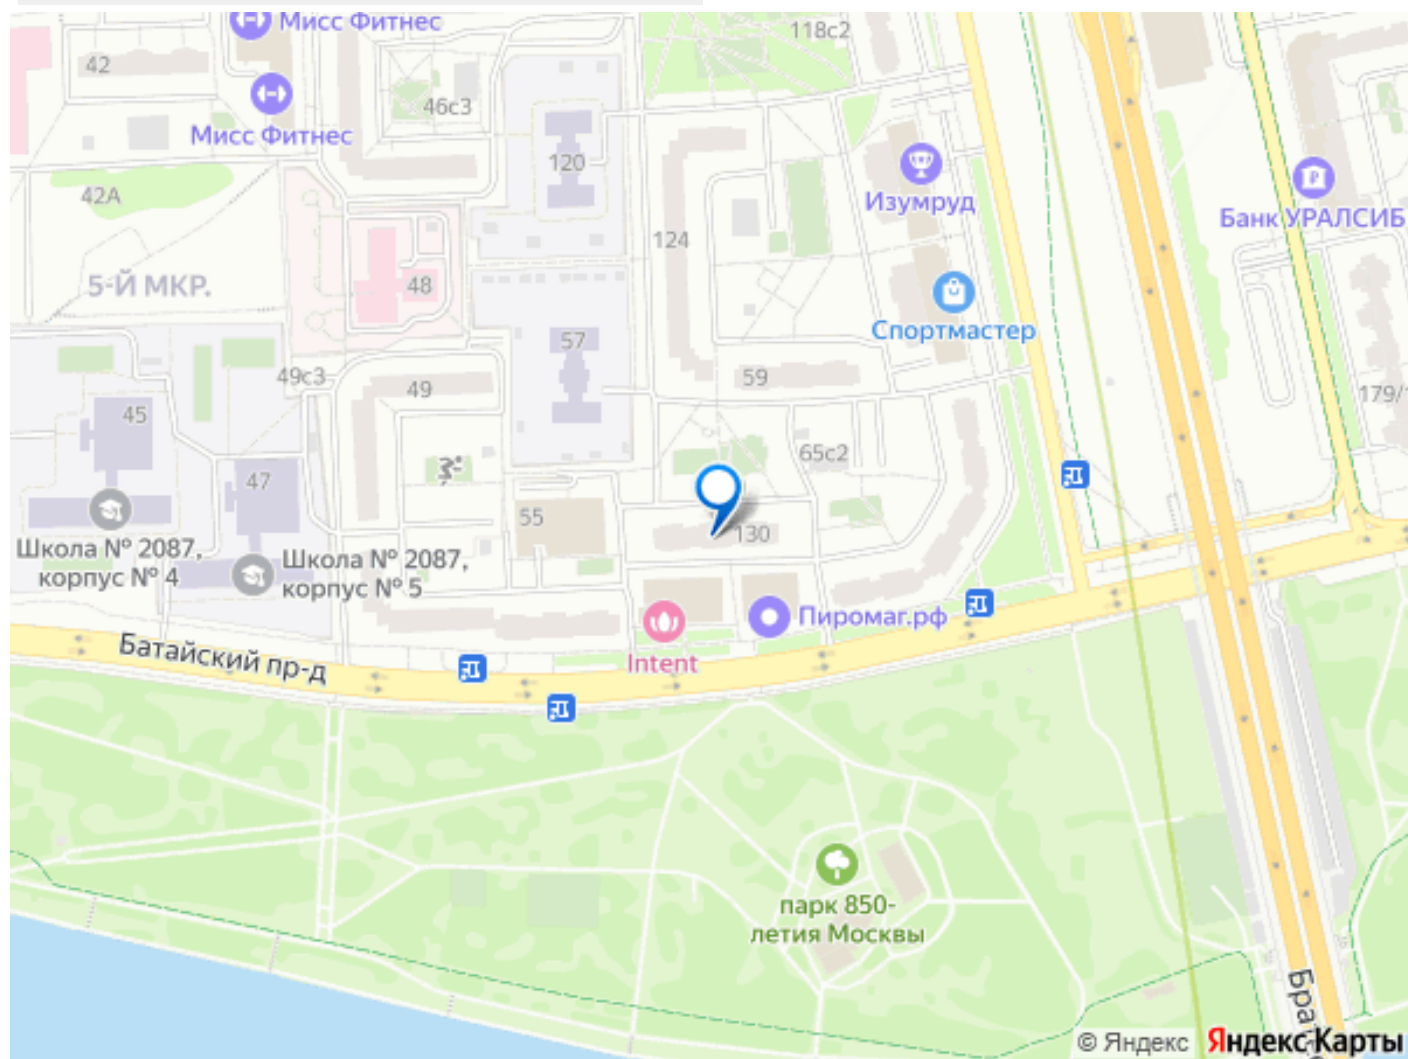 Мисс Фитнес
118с2
42
46с3
Мисс Фитнес
120
Изумруд
42А
Банк УРАЛСИБ
124
5-Й МКР.
48
Спортмастер
57
49с3
49
59
179/1
45
65с2
47
55
130
Школа № 2087,
корпус № 4
Школа № 2087,
корпус № 5
Пиромаг.рф
Батайский пр-д
Intent
парк 850-
летия Москвы
© Яндекс
Яндекс Карты